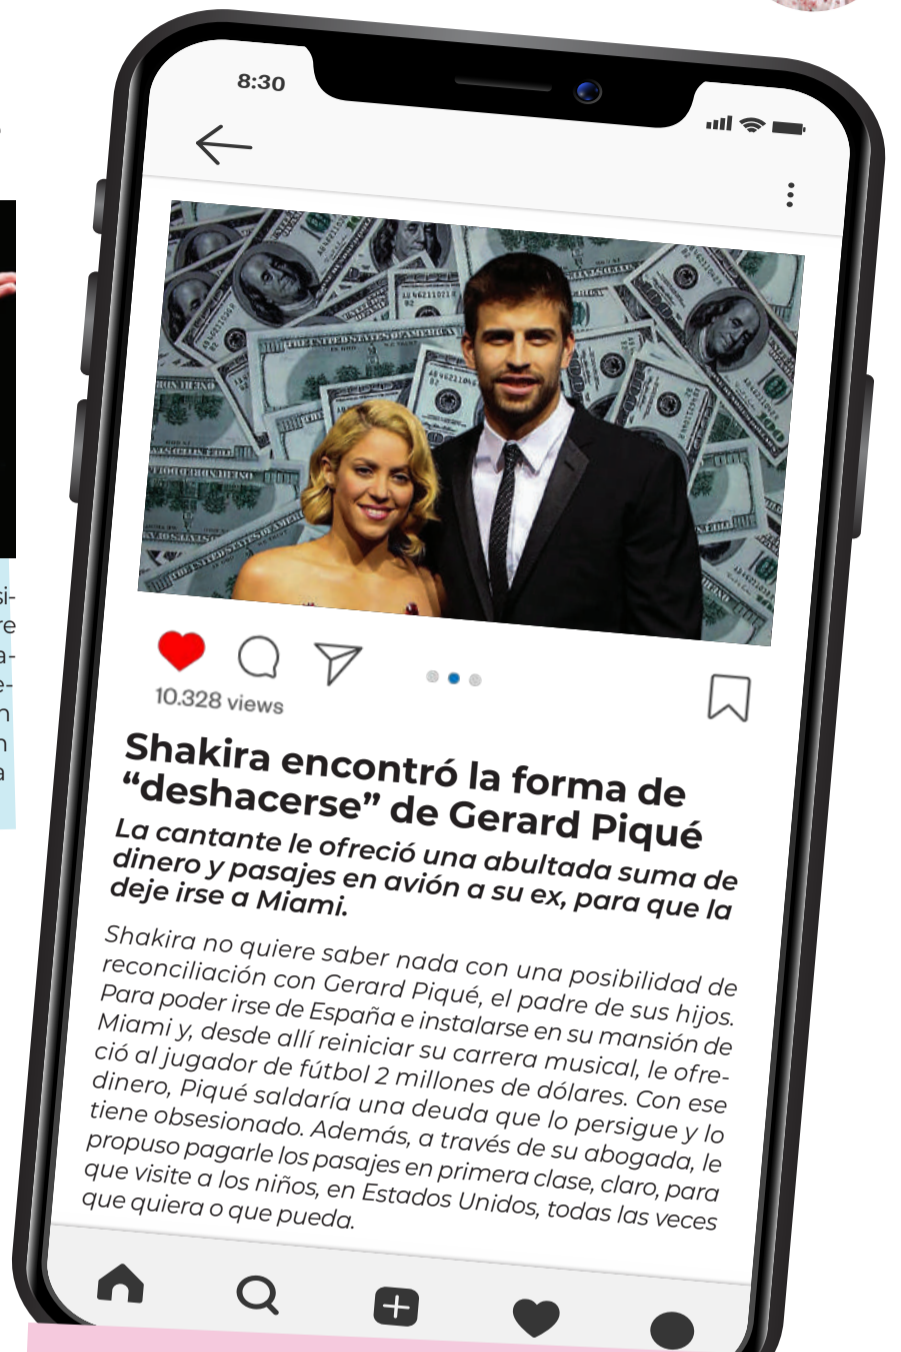 8:30
10.328 views
Shakira encontró la forma de
“deshacerse” de Gerard Piqué
La cantante le ofreció una abultada suma de
dinero y pasajes en avión a su ex, para que la
deje irse a Miami.
Shakira no quiere saber nada con una posibilidad de
reconciliación con Gerard Piqué, el padre de sus hijos.
Para poder irse de España e instalarse en su mansión de
Miami y, desde allí reiniciar su carrera musical, le ofre-
ció al jugador de fútbol 2 millones de dólares. Con ese
dinero, Piqué saldaría una deuda que lo persigue y lo
tiene obsesionado. Además, a través de su abogada, le
propuso pagarle los pasajes en primera clase, claro, para
que visite a los niños, en Estados Unidos, todas las veces
que quiera o que pueda.